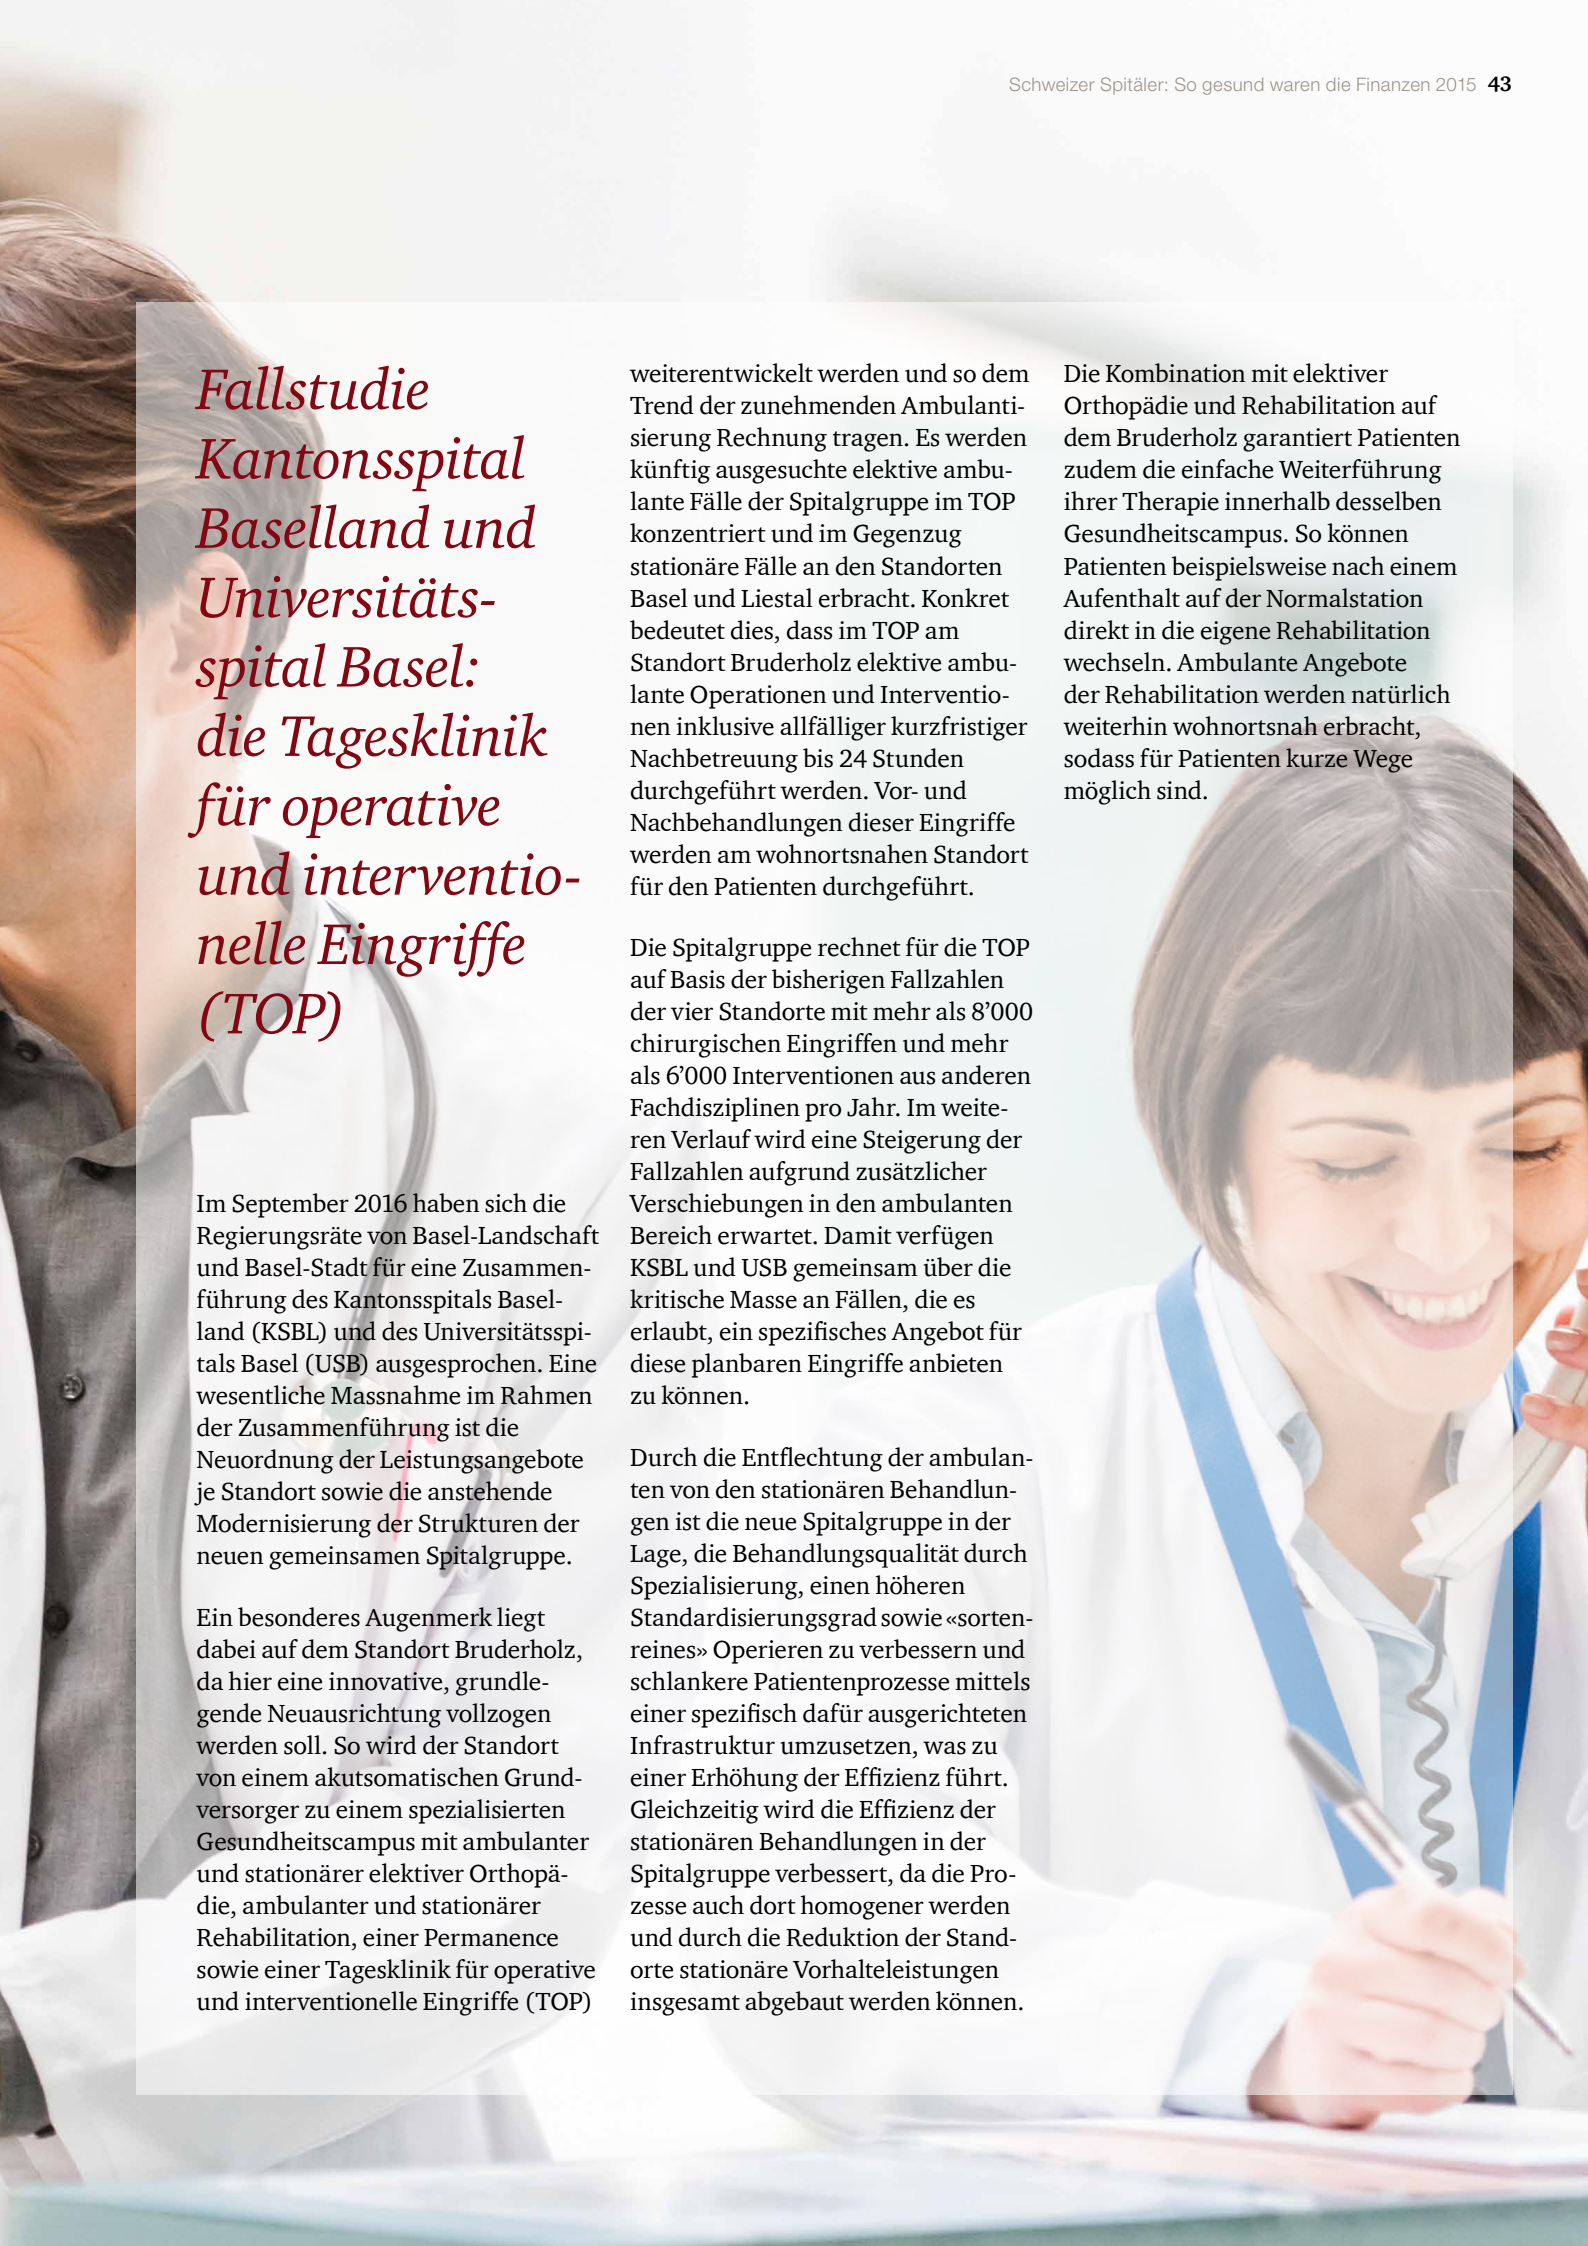 Schweizer Spitäler: So gesund waren die Finanzen 2015 43
Fallstudie
Kantonsspital
Baselland und
Universitäts-
spital Basel:
die Tagesklinik
für operative
und interventio-
nelle Eingriffe
(TOP)
Im September 2016 haben sich die
Regierungsräte von Basel-Landschaft
und Basel-Stadt für eine Zusammen-
führung des Kantonsspitals Basel-
land (KSBL) und des Universitätsspi-
tals Basel (USB) ausgesprochen. Eine
wesentliche Massnahme im Rahmen
der Zusammenführung ist die
Neuordnung der Leistungsangebote
je Standort sowie die anstehende
Modernisierung der Strukturen der
neuen gemeinsamen Spitalgruppe.
Ein besonderes Augenmerk liegt
dabei auf dem Standort Bruderholz,
da hier eine innovative, grundle-
gende Neuausrichtung vollzogen
werden soll. So wird der Standort
von einem akutsomatischen Grund-
versorger zu einem spezialisierten
Gesundheitscampus mit ambulanter
und stationärer elektiver Orthopä-
die, ambulanter und stationärer
Rehabilitation, einer Permanence
sowie einer Tagesklinik für operative
und interventionelle Eingriffe (TOP)
weiterentwickelt werden und so dem
Trend der zunehmenden Ambulanti-
sierung Rechnung tragen. Es werden
künftig ausgesuchte elektive ambu-
lante Fälle der Spitalgruppe im TOP
konzentriert und im Gegenzug
stationäre Fälle an den Standorten
Basel und Liestal erbracht. Konkret
bedeutet dies, dass im TOP am
Standort Bruderholz elektive ambu-
lante Operationen und Interventio-
nen inklusive allfälliger kurzfristiger
Nachbetreuung bis 24 Stunden
durchgeführt werden. Vor- und
Nachbehandlungen dieser Eingriffe
werden am wohnortsnahen Standort
für den Patienten durchgeführt.
Die Spitalgruppe rechnet für die TOP
auf Basis der bisherigen Fallzahlen
der vier Standorte mit mehr als 8’000
chirurgischen Eingriffen und mehr
als 6’000 Interventionen aus anderen
Fachdisziplinen pro Jahr. Im weite-
ren Verlauf wird eine Steigerung der
Fallzahlen aufgrund zusätzlicher
Verschiebungen in den ambulanten
Bereich erwartet. Damit verfügen
KSBL und USB gemeinsam über die
kritische Masse an Fällen, die es
erlaubt, ein spezifisches Angebot für
diese planbaren Eingriffe anbieten
zu können.
Durch die Entflechtung der ambulan-
ten von den stationären Behandlun-
gen ist die neue Spitalgruppe in der
Lage, die Behandlungsqualität durch
Spezialisierung, einen höheren
Standardisierungsgrad sowie «sorten-
reines» Operieren zu verbessern und
schlankere Patientenprozesse mittels
einer spezifisch dafür ausgerichteten
Infrastruktur umzusetzen, was zu
einer Erhöhung der Effizienz führt.
Gleichzeitig wird die Effizienz der
stationären Behandlungen in der
Spitalgruppe verbessert, da die Pro-
zesse auch dort homogener werden
und durch die Reduktion der Stand-
orte stationäre Vorhalteleistungen
insgesamt abgebaut werden können.
Die Kombination mit elektiver
Orthopädie und Rehabilitation auf
dem Bruderholz garantiert Patienten
zudem die einfache Weiterführung
ihrer Therapie innerhalb desselben
Gesundheitscampus. So können
Patienten beispielsweise nach einem
Aufenthalt auf der Normalstation
direkt in die eigene Rehabilitation
wechseln. Ambulante Angebote
der Rehabilitation werden natürlich
weiterhin wohnortsnah erbracht,
sodass für Patienten kurze Wege
möglich sind.